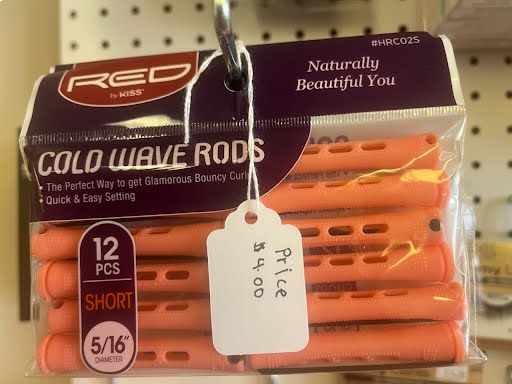 #HRC02S
RED
by KISS®
Naturally
Beautiful You
COLD WAVE RODS
• The Perfect Way to get Glamorous Bouncy Curl
• Quick & Easy Setting
12
PCS
SHORT
5/16"
DIAMETER
Price
$4.00